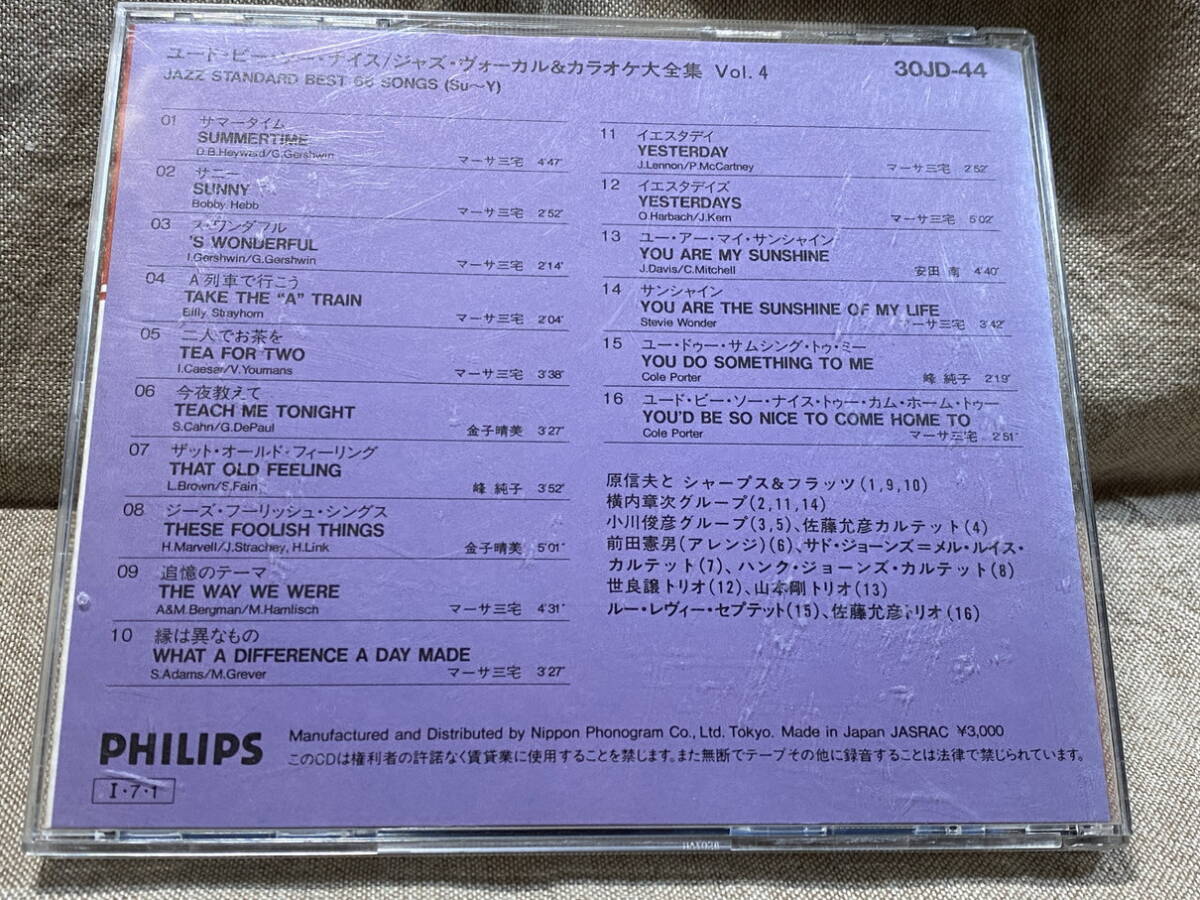 ユード・ビー・ソー・ナイス/ジャズ・ヴォーカル&カラオケ大全集 Vol. 4
30JD-44
JAZZ STANDARD BEST 66 SONGS (Su〜Y)
01 サマータイム
SUMMERTIME
D.B.Heyward/G.Gershwin マーサ三宅 4'47"
02 サニー
SUNNY
Bobby Hebb マーサ三宅 2'52"
03 ス・ワンダフル
'S WONDERFUL
I.Gershwin/G.Gershwin マーサ三宅 2'14"
04 A列車で行こう
TAKE THE "A" TRAIN
Billy Strayhorn マーサ三宅 2'04"
05 二人でお茶を
TEA FOR TWO
I.Caesar/V.Youmans マーサ三宅 3'38"
06 今夜教えて
TEACH ME TONIGHT
S.Cahn/G.DePaul 金子晴美 3'27"
07 ザット・オールド・フィーリング
THAT OLD FEELING
L.Brown/S.Fain 峰 純子 3'52"
08 ジーズ・フーリッシュ・シングス
THESE FOOLISH THINGS
H.Marvell/J.Strachey, H.Link 金子晴美 5'01"
09 追憶のテーマ
THE WAY WE WERE
A&M.Bergman/M.Hamlisch マーサ三宅 4'31"
10 縁は異なもの
WHAT A DIFFERENCE A DAY MADE
S.Adams/M.Grever マーサ三宅 3'27"
11 イエスタデイ
YESTERDAY
J.Lennon/P.McCartney マーサ三宅 2'52"
12 イエスタデイズ
YESTERDAYS
O.Harbach/J.Kern マーサ三宅 5'02"
13 ユー・アー・マイ・サンシャイン
YOU ARE MY SUNSHINE
J.Davis/C.Mitchell 安田 南 4'40"
14 サンシャイン
YOU ARE THE SUNSHINE OF MY LIFE
Stevie Wonder マーサ三宅 3'42"
15 ユー・ドゥー・サムシング・トゥ・ミー
YOU DO SOMETHING TO ME
Cole Porter 峰 純子 2'19"
16 ユード・ビー・ソー・ナイス・トゥー・カム・ホーム・トゥー
YOU'D BE SO NICE TO COME HOME TO
Cole Porter マーサ三宅 2'51"
原信夫と シャープス&フラッツ(1,9,10)
横内章次グループ(2,11,14)
小川俊彦グループ(3,5)、佐藤允彦カルテット(4)
前田憲男(アレンジ)(6)、サド・ジョーンズ=メル・ルイス・
カルテット(7)、ハンク・ジョーンズ・カルテット(8)
世良譲トリオ(12)、山本剛トリオ(13)
ルー・レヴィー・セプテット(15)、佐藤允彦トリオ(16)
PHILIPS
Manufactured and Distributed by Nippon Phonogram Co., Ltd. Tokyo. Made in Japan JASRAC ¥3,000
このCDは権利者の許諾なく賃貸業に使用することを禁じます。また無断でテープその他に録音することは法律で禁じられています。
I・7・1